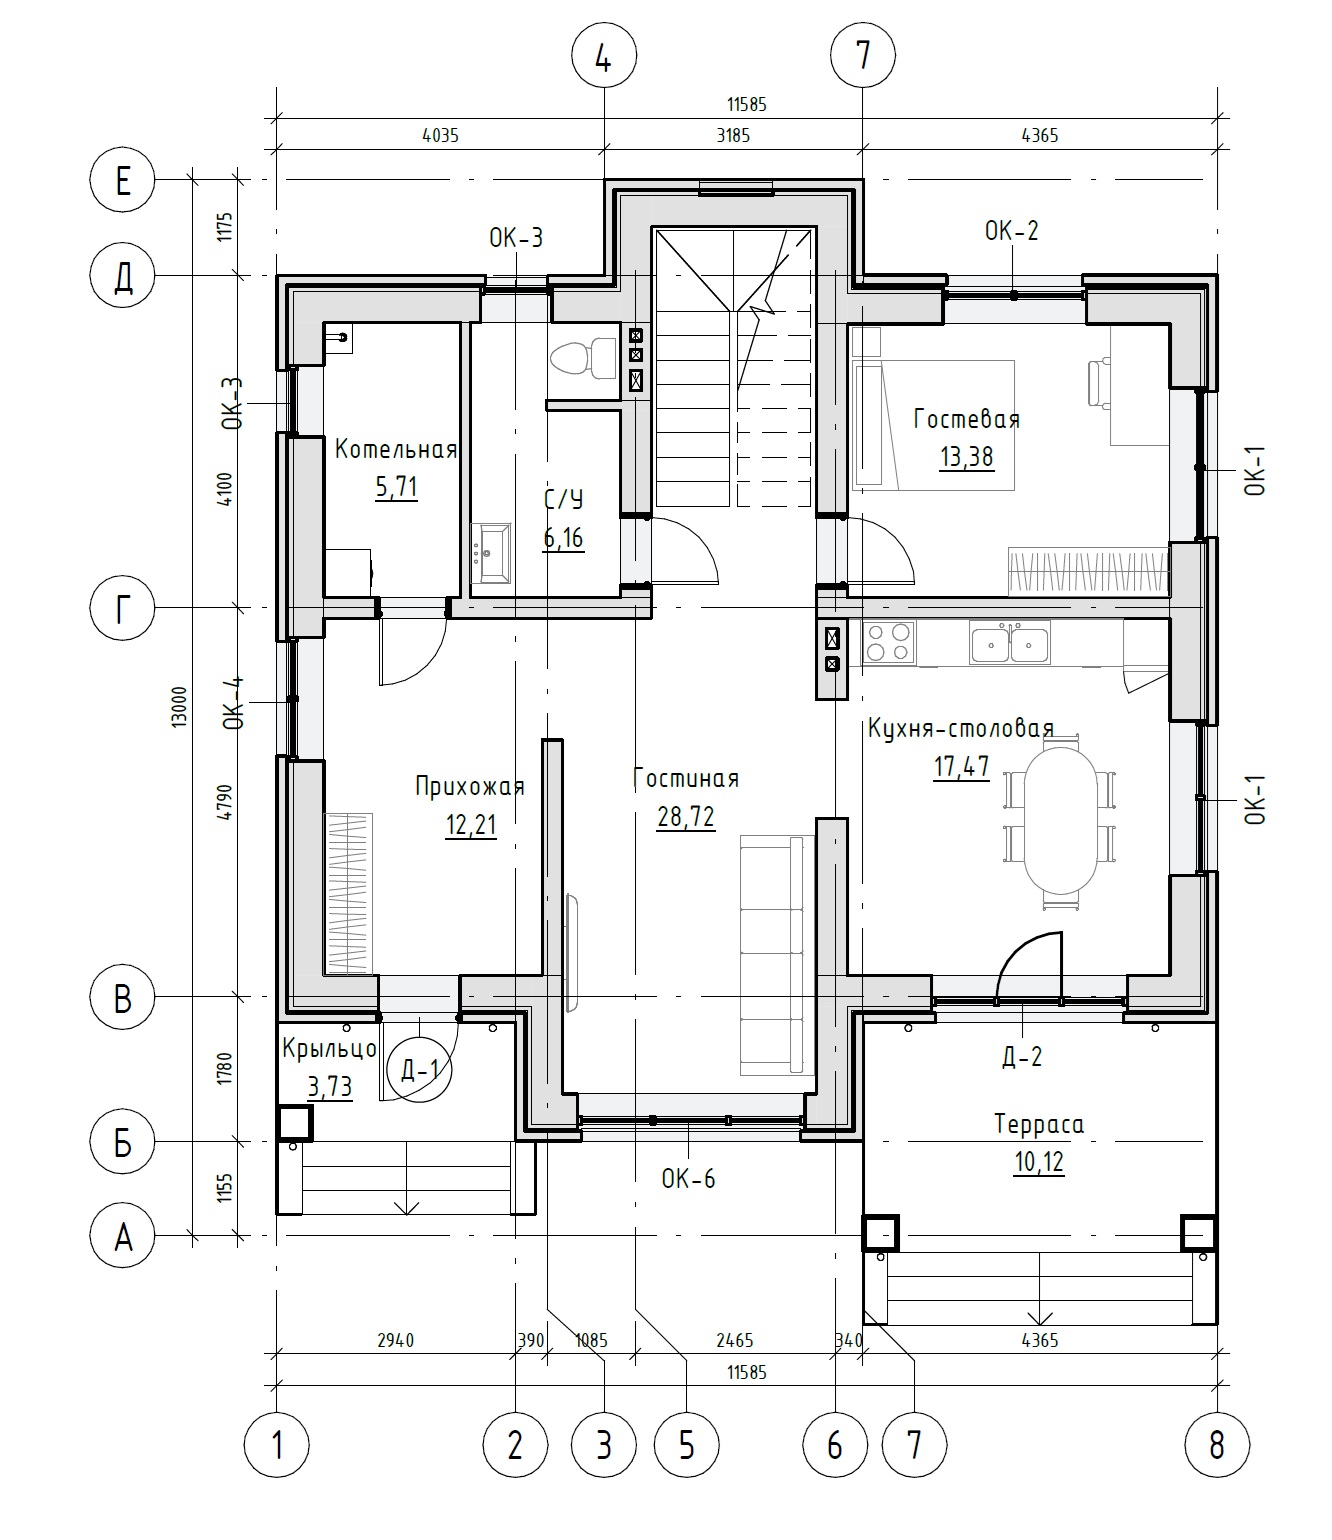 4
7
11585
4035
3185
4365
Е
ОК-3
ОК-2
1175
Д
ОК-3
Котельная
5,71
С/У
6,16
Гостевая
13,38
ОК-1
4100
Г
ОК-4
13000
4790
Прихожая
12,21
Гостиная
28,72
Кухня-столовая
17,47
ОК-1
В
Крыльцо
3,73
Д-1
Д-2
1780
Б
Терраса
10,12
ОК-6
1155
А
2940
390
1085
2465
340
4365
11585
1
2
3
5
6
7
8